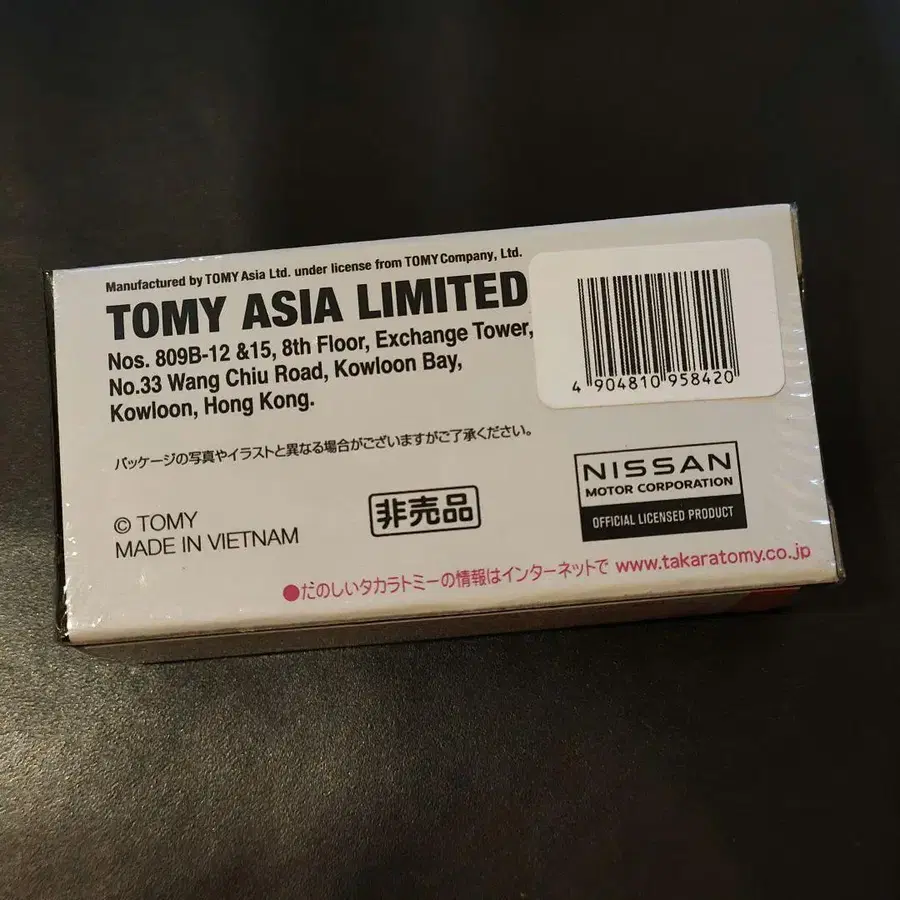 Manufactured by TOMY Asia Ltd. under license from TOMY Company, Ltd.
TOMY ASIA LIMITED
Nos. 809B-12 &15, 8th Floor, Exchange Tower,
No.33 Wang Chiu Road, Kowloon Bay,
Kowloon, Hong Kong.
4 904810 958420
パッケージの写真やイラストと異なる場合がございますがご了承ください。
© TOMY
MADE IN VIETNAM
非売品
NISSAN
MOTOR CORPORATION
OFFICIAL LICENSED PRODUCT
●たのしいタカラトミーの情報はインターネットで www.takaratomy.co.jp